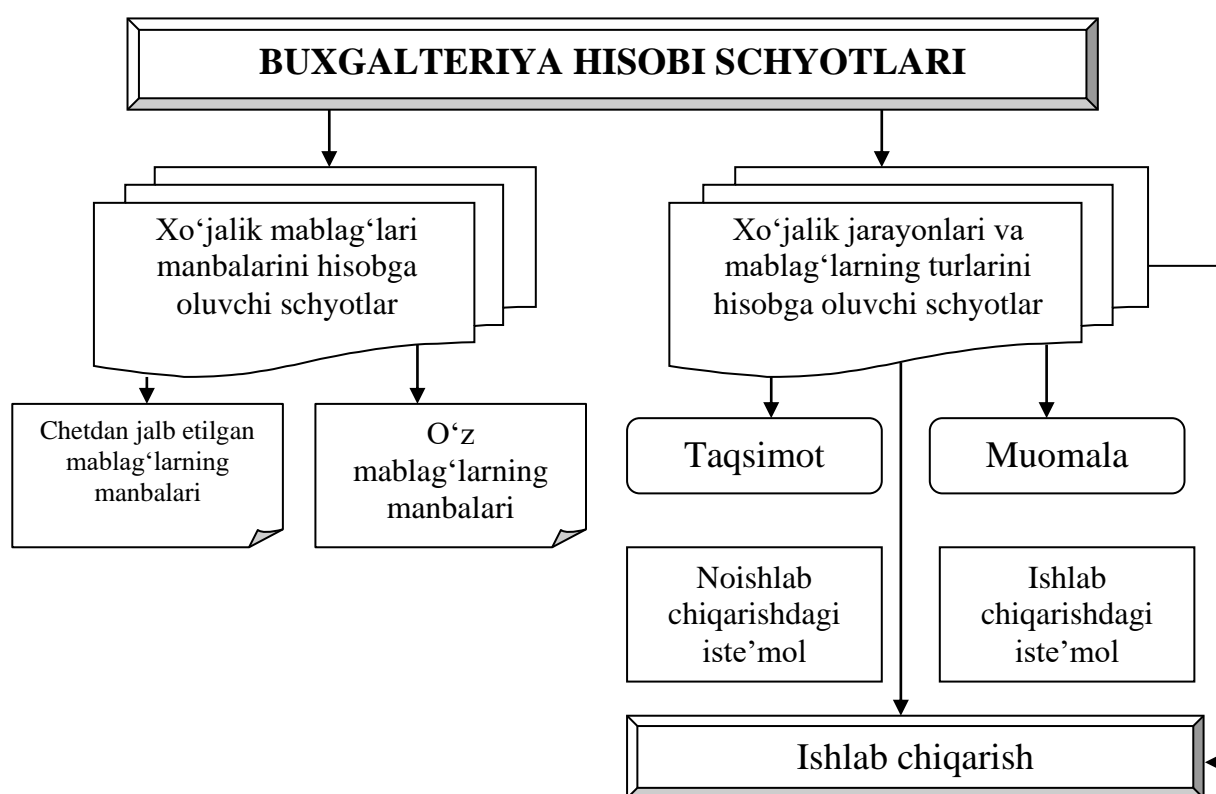 BUXGALTERIYA HISOBI SCHYOTLARI
Xo‘jalik mablag‘lari
manbalarini hisobga
oluvchi schyotlar
Xo‘jalik jarayonlari va
mablag‘larning turlarini
hisobga oluvchi schyotlar
Chetdan jalb etilgan
mablag‘larning
manbalari
O‘z
mablag‘larning
manbalari
Taqsimot
Muomala
Noishlab
chiqarishdagi
iste’mol
Ishlab
chiqarishdagi
iste’mol
Ishlab chiqarish